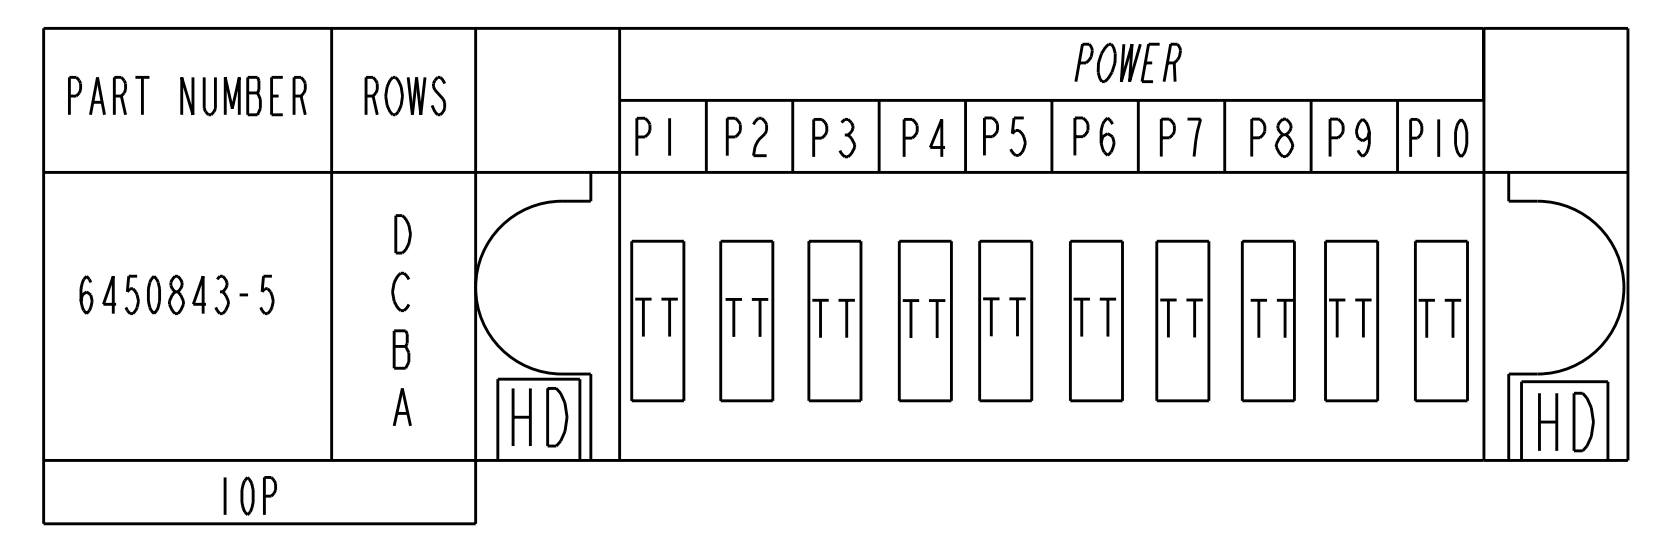 POWER
PART NUMBER ROWS
P1 P2 P3 P4 P5 P6 P7 P8 P9 P10
D
C
6450843-5
B
A
TT TT TT TT TT TT TT TT TT TT
HD HD
10P